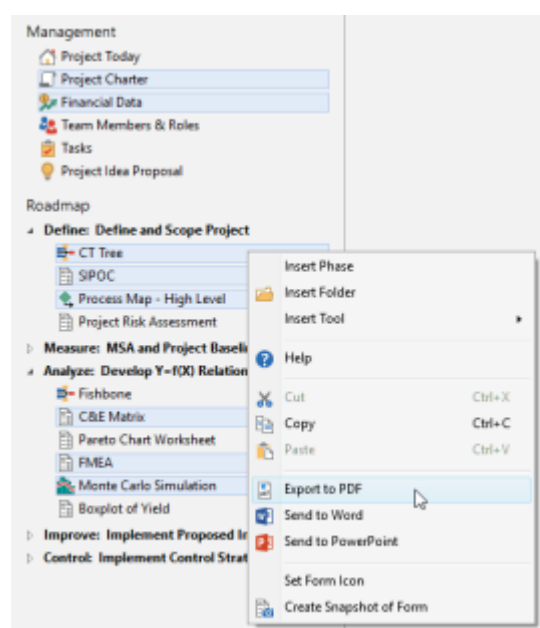 Management
Project Today
Project Charter
Financial Data
Team Members & Roles
Tasks
Project Idea Proposal
Roadmap
Define: Define and Scope Project
CT Tree
SIPOC
Process Map - High Level
Project Risk Assessment
Measure: MSA and Project Baseli
Analyze: Develop Y=f(X) Relation
Fishbone
C&E Matrix
Pareto Chart Worksheet
FMEA
Monte Carlo Simulation
Boxplot of Yield
Improve: Implement Proposed Ir
Control: Implement Control Strat
Insert Phase
Insert Folder
Insert Tool
Help
Cut Ctrl+X
Copy Ctrl+C
Paste Ctrl+V
Export to PDF
Send to Word
Send to PowerPoint
Set Form Icon
Create Snapshot of Form